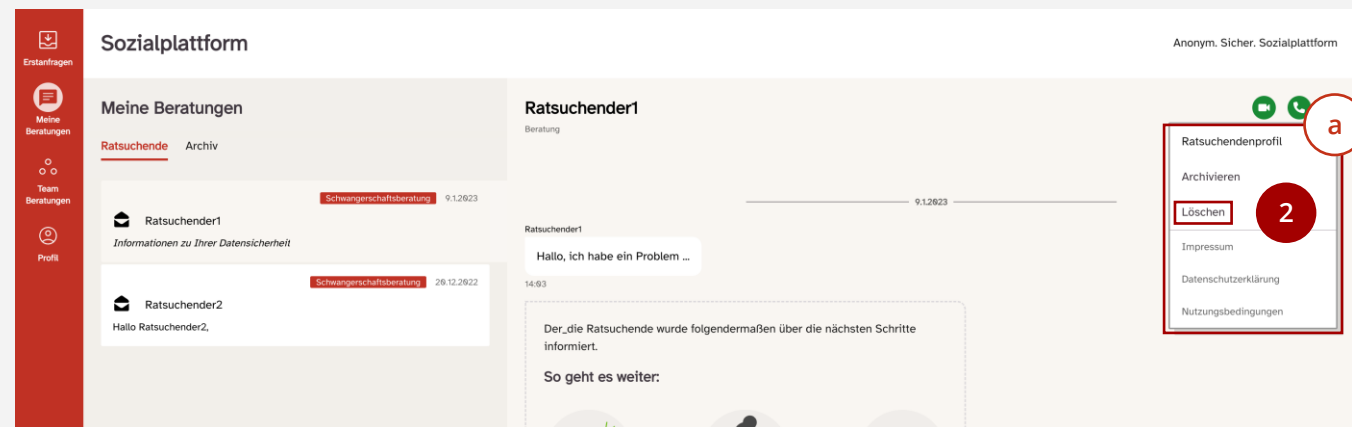 Erstanfragen
Meine
Beratungen
Team
Beratungen
Profil
Sozialplattform
Anonym. Sicher. Sozialplattform
Meine Beratungen
Ratsuchende Archiv
Schwangerschaftsberatung 9.1.2023
Ratsuchender1
Informationen zu Ihrer Datensicherheit
Schwangerschaftsberatung 20.12.2022
Ratsuchender2
Hallo Ratsuchender2,
Ratsuchender1
Beratung
9.1.2023
Ratsuchender1
Hallo, ich habe ein Problem ...
14:03
Der_die Ratsuchende wurde folgendermaßen über die nächsten Schritte
informiert.
So geht es weiter:
a
Ratsuchendenprofil
Archivieren
Löschen
2
Impressum
Datenschutzerklärung
Nutzungsbedingungen